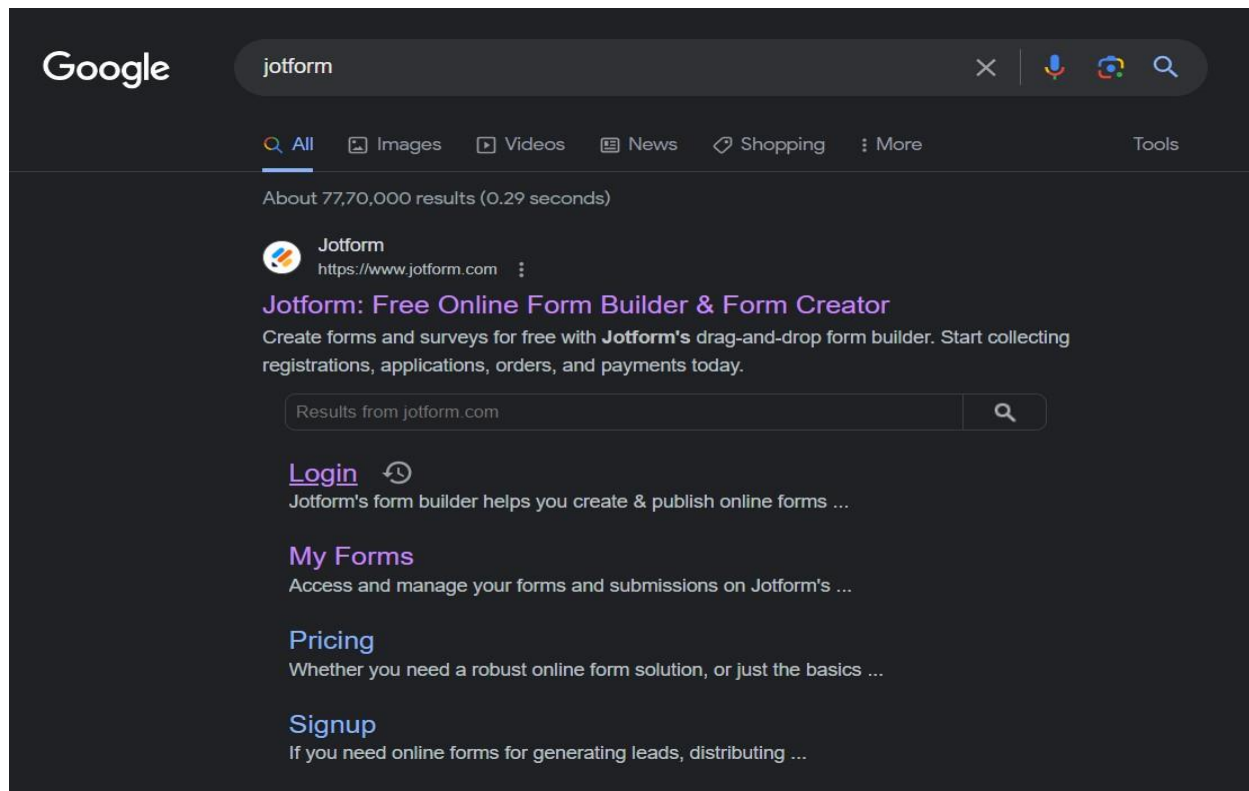 Google
jotform
All Images Videos News Shopping More Tools
About 77,70,000 results (0.29 seconds)
Jotform
https://www.jotform.com
Jotform: Free Online Form Builder & Form Creator
Create forms and surveys for free with Jotform's drag-and-drop form builder. Start collecting
registrations, applications, orders, and payments today.
Results from jotform.com
Login
Jotform's form builder helps you create & publish online forms ...
My Forms
Access and manage your forms and submissions on Jotform's ...
Pricing
Whether you need a robust online form solution, or just the basics ...
Signup
If you need online forms for generating leads, distributing ...